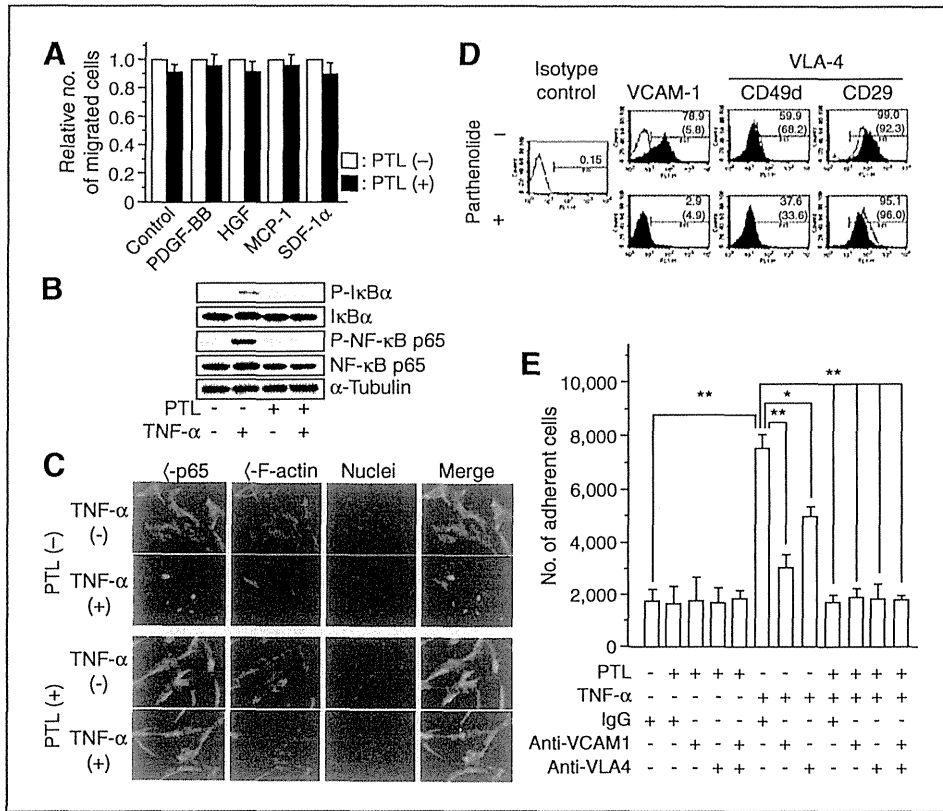 A
Relative no.
of migrated cells
1.0
0.8
0.6
0.4
0.2
0
: PTL (–)
: PTL (+)
Control
PDGF-BB
HGF
MCP-1
SDF-1α
B
P-IκBα
IκBα
P-NF-κB p65
NF-κB p65
α-Tubulin
PTL - - + +
TNF-α - + - +
C
⟨-p65 ⟨-F-actin Nuclei Merge
PTL (–)
TNF-α
(-)
TNF-α
(+)
PTL (+)
TNF-α
(-)
TNF-α
(+)
D
Isotype
control
VLA-4
VCAM-1 CD49d CD29
Parthenolide
–
+
0.15
78.9
(5.8)
59.9
(68.2)
99.0
(92.3)
2.9
(4.9)
37.6
(33.6)
95.1
(96.0)
E
No. of adherent cells
10,000
8,000
6,000
4,000
2,000
0
**
**
*
**
PTL - + + + + - - - + + + +
TNF-α - - - - - + + + + + + +
IgG + + - - - + - - + - - -
Anti-VCAM1 - - + - + - + - - + - +
Anti-VLA4 - - - + + - - + - - + +